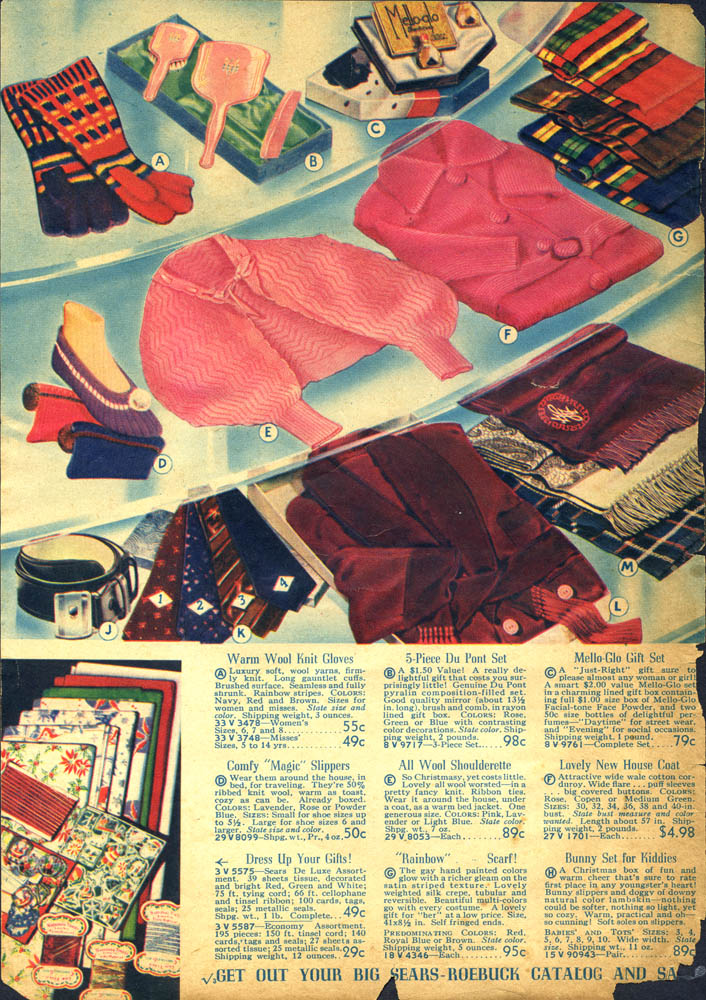 Mel-o-glo
A
B
C
G
F
E
D
M
L
J
K
1
2
3
4
Warm Wool Knit Gloves
Ⓐ Luxury soft, wool yarns, firm-
ly knit. Long gauntlet cuffs.
Brushed surface. Seamless and fully
shrunk. Rainbow stripes. COLORS:
Navy, Red and Brown. Sizes for
women and misses. State size and
color. Shipping weight, 3 ounces.
33 V 3478—Women's
Sizes, 6, 7 and 8........ 55c
33 V 3748—Misses'
Sizes, 5 to 14 yrs........ 49c
Comfy "Magic" Slippers
Ⓓ Wear them around the house, in
bed, for traveling. They're 50%
ribbed wool, warm as toast,
cozy as can be. Already boxed.
COLORS: Lavender, Rose or Powder
Blue. SIZES: Small for shoe sizes up
to 5½. Large for shoe sizes 6 and
larger. State size and color.
29 V 8099—Shpg. wt., Pr., 4 oz. 50c
← Dress Up Your Gifts!
3 V 5575—Sears De Luxe Assort-
ment. 39 sheets tissue, decorated
and bright Red, Green and White;
75 ft. tying cord; 66 ft. cellophane
and tinsel ribbon; 100 cards, tags,
seals; 25 metallic seals.
Shpg. wt., 1 lb. Complete... 49c
3 V 5587—Economy Assortment.
195 pieces: 150 ft. tinsel cord; 140
cards, tags and seals; 27 sheets as-
sorted tissue; 25 metallic seals.
Shipping weight, 12 ounces.. 29c
5-Piece Du Pont Set
Ⓑ A $1.50 Value! A really de-
lightful gift that costs you sur-
prisingly little! Genuine Du Pont
pyralin composition-filled set.
Good quality mirror (about 13½
in. long), brush and comb, in rayon
lined gift box. COLORS: Rose,
Green or Blue with contrasting
color decorations. State color. Ship-
ping weight, 2 pounds.
8 V 9717—3-Piece Set..... 98c
All Wool Shoulderette
Ⓔ So Christmasy, yet costs little.
Lovely all wool worsted—in a
pretty fancy knit. Ribbon ties.
Wear it around the house, under
a coat, as a warm bed jacket. One
generous size. COLORS: Pink, Lav-
ender or Light Blue. State color.
Shpg. wt., 7 oz.
29 V 8053—Each......... 89c
"Rainbow" . . . Scarf!
Ⓖ The gay hand painted colors
glow with a richer gleam on the
satin striped texture. Lovely
weighted silk crepe, tubular and
reversible. Beautiful multi-colors
go with every costume. A lovely
gift for "her" at a low price. Size,
41x8½ in. Self fringed ends.
PREDOMINATING COLORS: Red,
Royal Blue or Brown. State color.
Shipping weight, 5 ounces.
18 V 4346—Each......... 95c
Mello-Glo Gift Set
Ⓒ A "Just-Right" gift sure to
please almost any woman or girl!
A smart $2.00 value Mello-Glo set
in a charming lined gift box contain-
ing full $1.00 size box of Mello-Glo
Facial-tone Face Powder, and two
50c size bottles of delightful per-
fumes—"Daytime" for street wear,
and "Evening" for social occasions.
Shipping weight, 1 pound.
8 V 9761—Complete Set.... 79c
Lovely New House Coat
Ⓕ Attractive wide wale cotton cor-
dinroy. Wide flare . . . puff sleeves
. . . big covered buttons. COLORS:
Rose, Copen or Medium Green.
SIZES: 30, 32, 34, 36, 38 and 40-in.
bust. State bust measure and color
wanted. Length about 57 in. Ship-
ping weight, 2 pounds.
27 V 1701—Each....... $4.98
Bunny Set for Kiddies
Ⓗ A Christmas box of fun and
warm cheer that's sure to rate
first place in any youngster's heart!
Bunny slippers and doggy of downy
natural color lambskin—nothing
could be softer, nothing so light, yet
so cozy. Warm, practical and oh-
so cunning! Soft soles on slippers.
BABIES' AND TOTS' SIZES: 3, 4,
5, 6, 7, 8, 9, 10. Wide width. State
size. Shipping wt., 11 oz.
15 V 90943—Pair......... 89c
√GET OUT YOUR BIG SEARS-ROEBUCK CATALOG AND SA